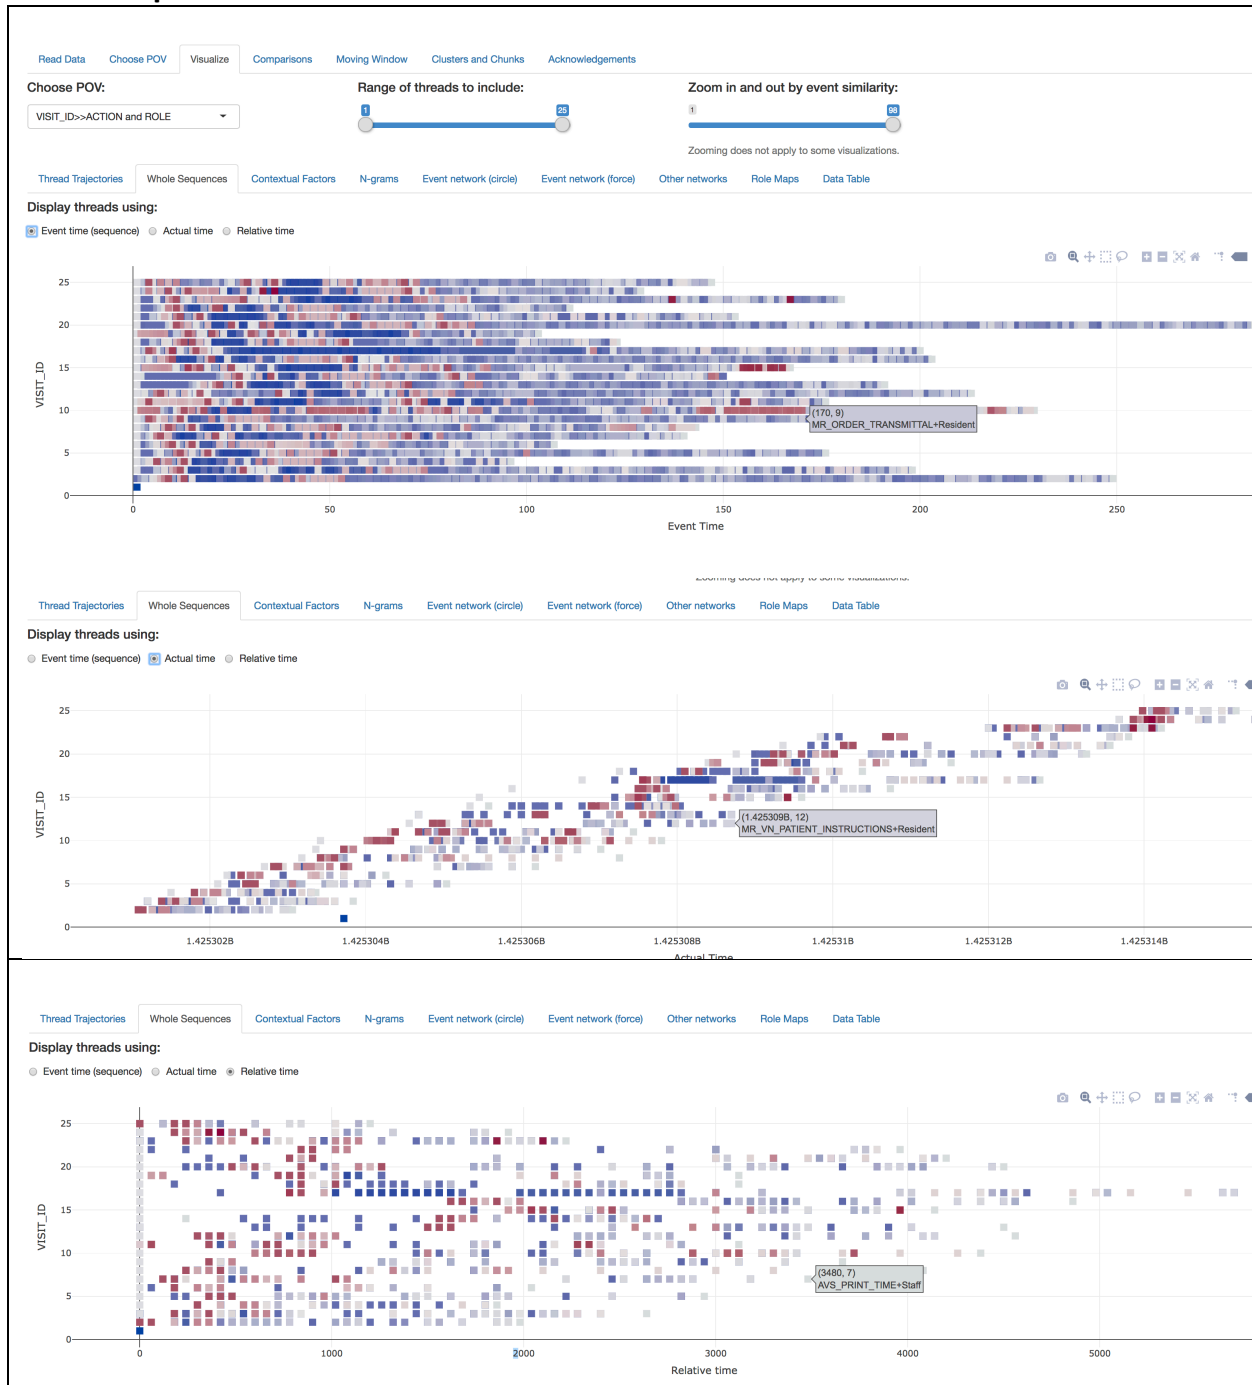 Read Data Choose POV Visualize Comparisons Moving Window Clusters and Chunks Acknowledgements
Choose POV: Range of threads to include: Zoom in and out by event similarity:
VISIT_ID>>ACTION and ROLE 1 25 1 98
Zooming does not apply to some visualizations.
Thread Trajectories Whole Sequences Contextual Factors N-grams Event network (circle) Event network (force) Other networks Role Maps Data Table
Display threads using:
Event time (sequence) Actual time Relative time
25
20
15
10
5
0
VISIT_ID
(170, 9)
MR_ORDER_TRANSMITTAL+Resident
0 50 100 150 200 250
Event Time
Zooming does not apply to some visualizations.
Thread Trajectories Whole Sequences Contextual Factors N-grams Event network (circle) Event network (force) Other networks Role Maps Data Table
Display threads using:
Event time (sequence) Actual time Relative time
25
20
15
10
5
0
VISIT_ID
(1.425309B, 12)
MR_VN_PATIENT_INSTRUCTIONS+Resident
1.425302B 1.425304B 1.425306B 1.425308B 1.42531B 1.425312B 1.425314B
Actual Time
Thread Trajectories Whole Sequences Contextual Factors N-grams Event network (circle) Event network (force) Other networks Role Maps Data Table
Display threads using:
Event time (sequence) Actual time Relative time
25
20
15
10
5
0
VISIT_ID
(3480, 7)
AVS_PRINT_TIME+Staff
0 1000 2000 3000 4000 5000
Relative time